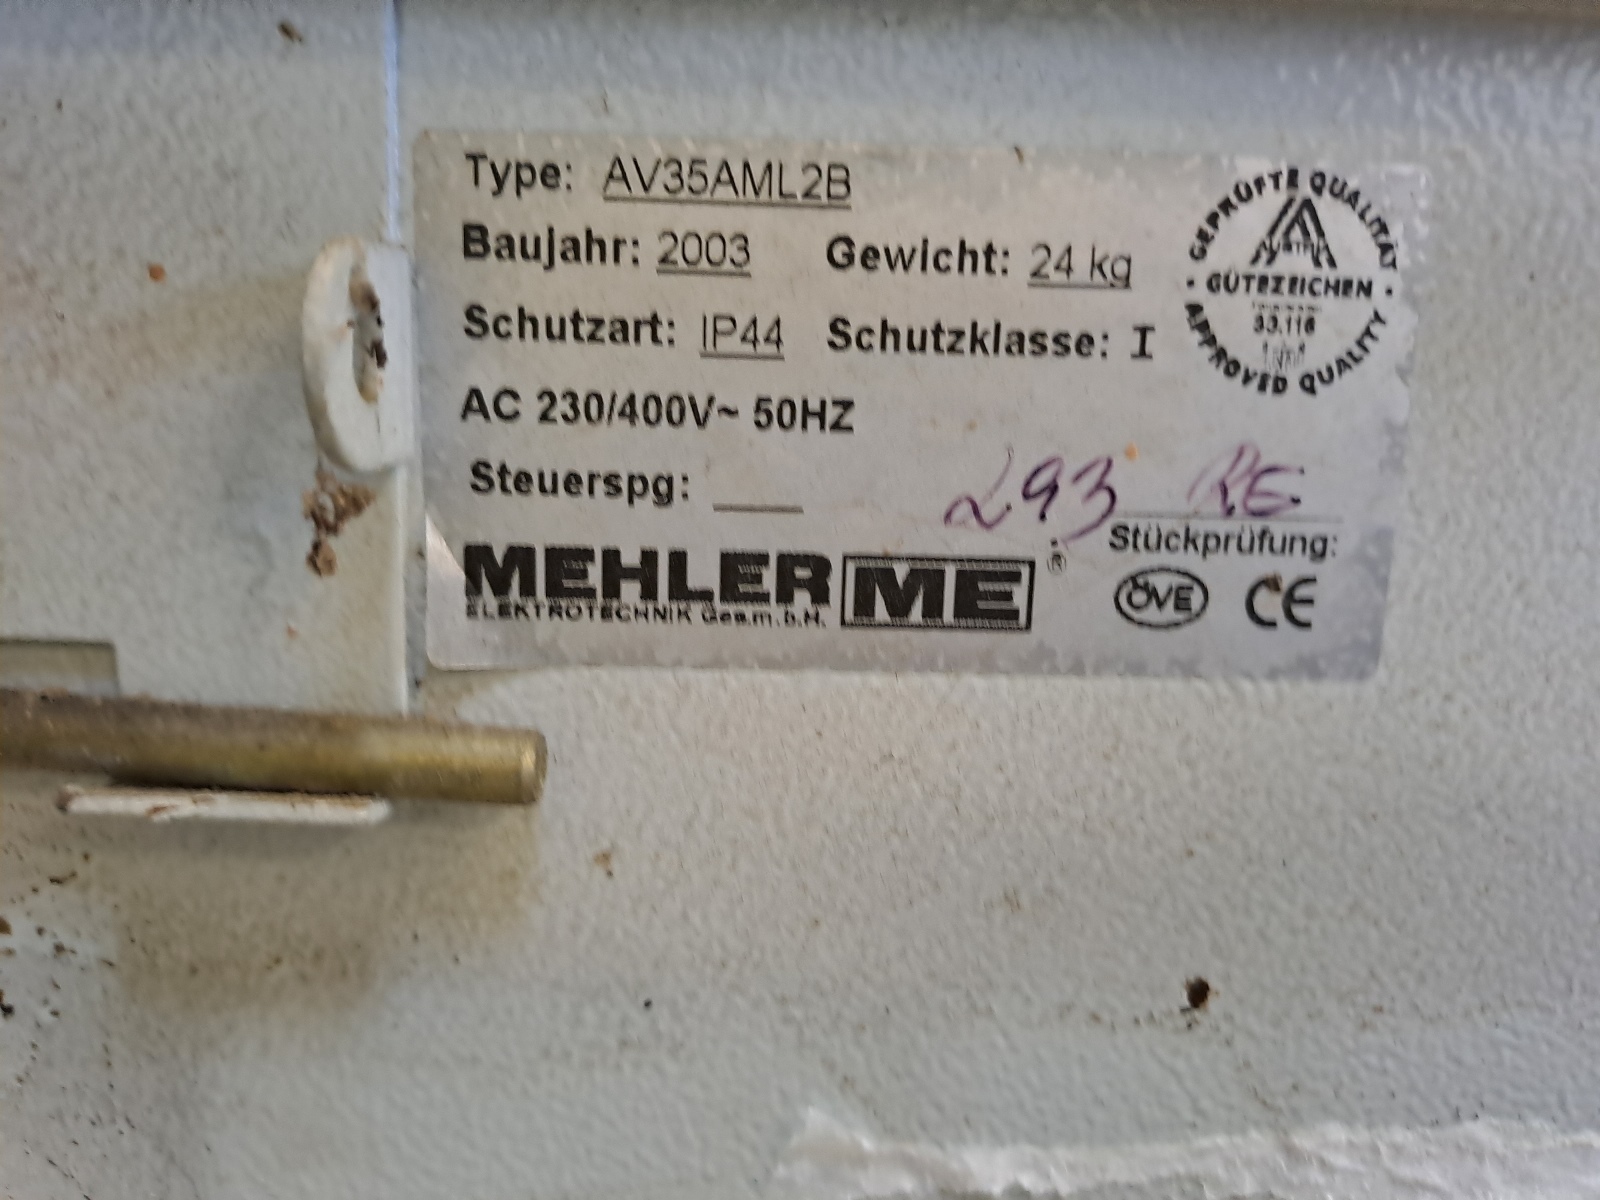 Type: AV35AML2B
Baujahr: 2003 Gewicht: 24 kg
Schutzart: IP44 Schutzklasse: I
AC 230/400V~ 50HZ
Steuerspg:
293 RE
Stückprüfung:
MEHLER ME ®
ELEKTROTECHNIK Ges.m.b.H.
ÖVE CE
GEPRÜFTE QUALITÄT
AUSTRIA
· GÜTEZEICHEN ·
APPROVED QUALITY